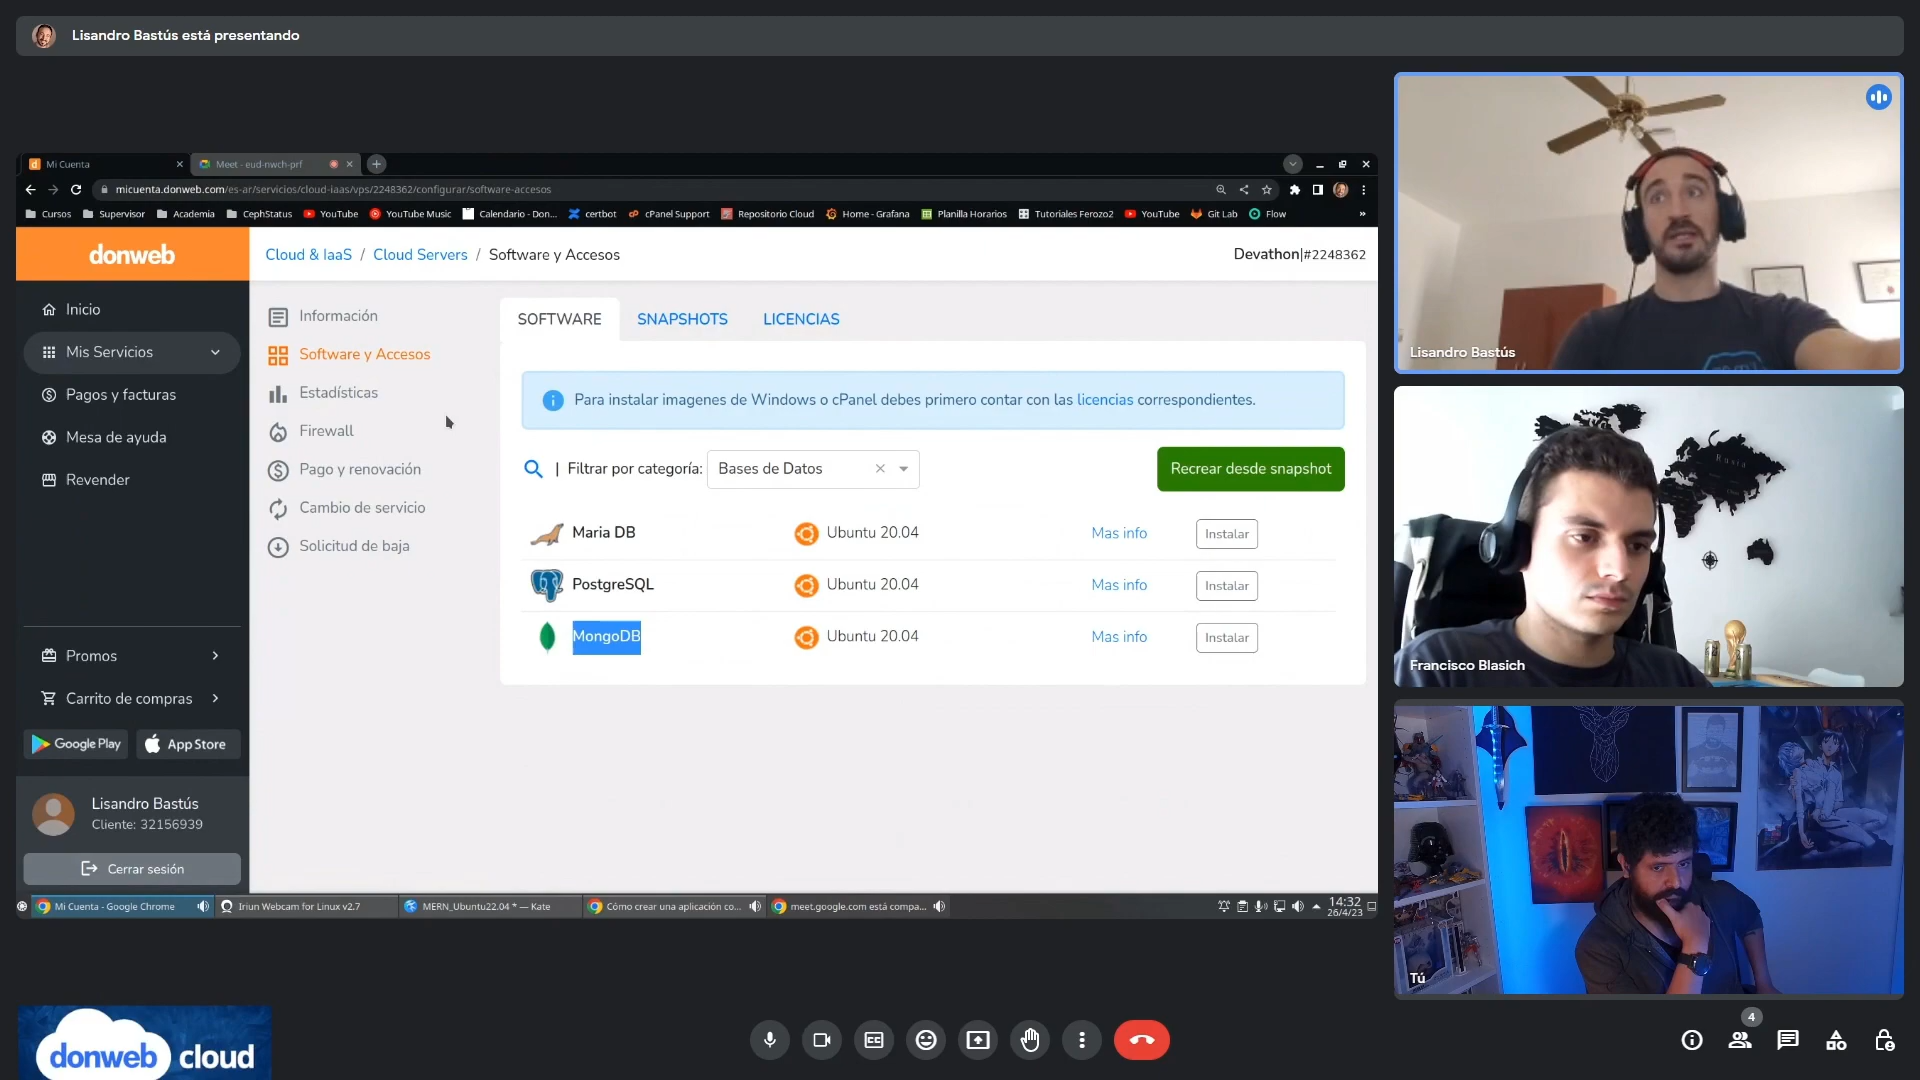 Lisandro Bastús está presentando
Mi Cuenta
Meet - eud-nwch-prf
micuenta.donweb.com/es-ar/servicios/cloud-iaas/vps/2248362/configurar/software-accesos
Cursos
Supervisor
Academia
CephStatus
YouTube
YouTube Music
Calendario - Don...
certbot
cPanel Support
Repositorio Cloud
Home - Grafana
Planilla Horarios
Tutoriales Ferozo2
YouTube
Git Lab
Flow
»
donweb
Cloud & IaaS / Cloud Servers / Software y Accesos
Devathon|#2248362
Inicio
Mis Servicios
Pagos y facturas
Mesa de ayuda
Revender
Promos
Carrito de compras
Google Play
App Store
Lisandro Bastús
Cliente: 32156939
Cerrar sesión
Información
Software y Accesos
Estadísticas
Firewall
Pago y renovación
Cambio de servicio
Solicitud de baja
SOFTWARE
SNAPSHOTS
LICENCIAS
Para instalar imagenes de Windows o cPanel debes primero contar con las licencias correspondientes.
| Filtrar por categoría: Bases de Datos
Recrear desde snapshot
Maria DB Ubuntu 20.04 Mas info Instalar
PostgreSQL Ubuntu 20.04 Mas info Instalar
MongoDB Ubuntu 20.04 Mas info Instalar
Mi Cuenta - Google Chrome
Iriun Webcam for Linux v2.7
MERN_Ubuntu22.04 * — Kate
Cómo crear una aplicación co...
meet.google.com está compa...
14:32
26/4/23
Lisandro Bastús
Rusia
Francisco Blasich
Tú
donweb cloud
CC
4